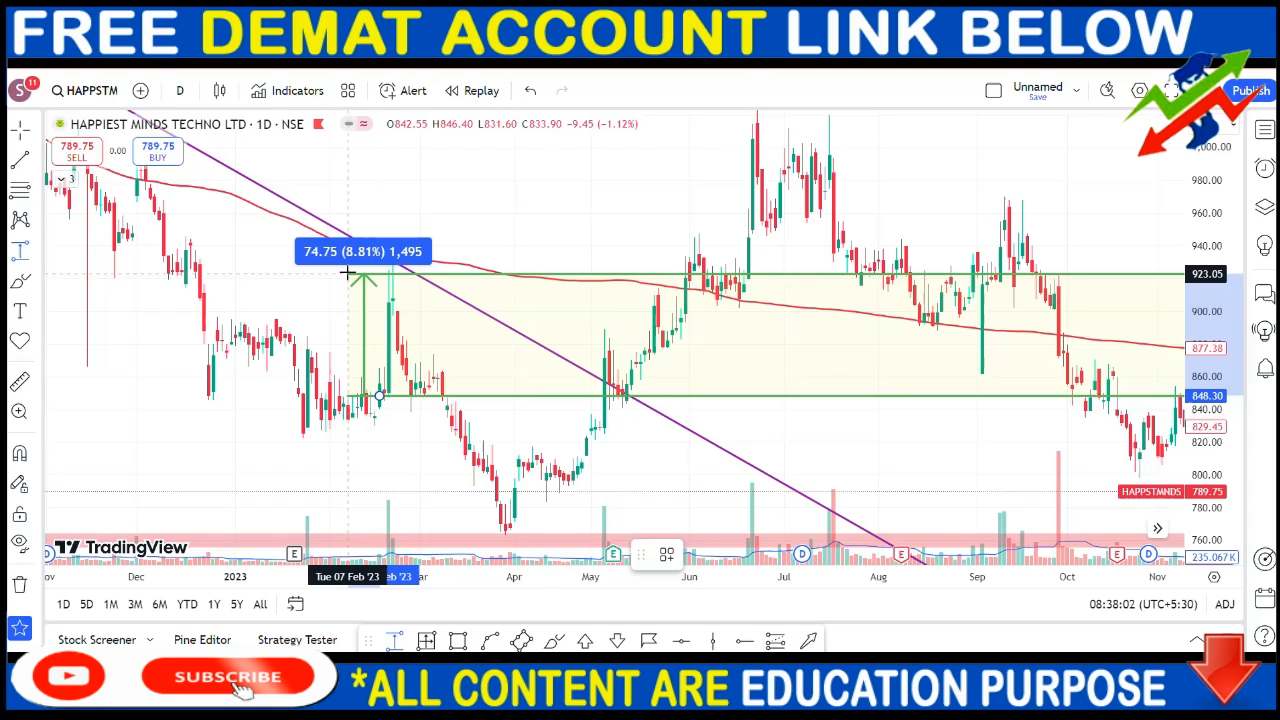 FREE DEMAT ACCOUNT LINK BELOW
S 11 HAPPSTM D Indicators Alert Replay Unnamed Save Publish
HAPPIEST MINDS TECHNO LTD · 1D · NSE O842.55 H846.40 L831.60 C833.90 -9.45 (-1.12%)
789.75 SELL 0.00 789.75 BUY
3
980.00
960.00
940.00
74.75 (8.81%) 1,495
923.05
900.00
877.38
860.00
848.30
840.00
829.45
820.00
800.00
HAPPSTMNDS 789.75
780.00
760.00
TradingView
D E E D E E D
235.067K
Dec 2023 Tue 07 Feb '23 Apr May Jun Jul Aug Sep Oct Nov
1D 5D 1M 3M 6M YTD 1Y 5Y All 08:38:02 (UTC+5:30) ADJ
Stock Screener Pine Editor Strategy Tester
SUBSCRIBE
*ALL CONTENT ARE EDUCATION PURPOSE